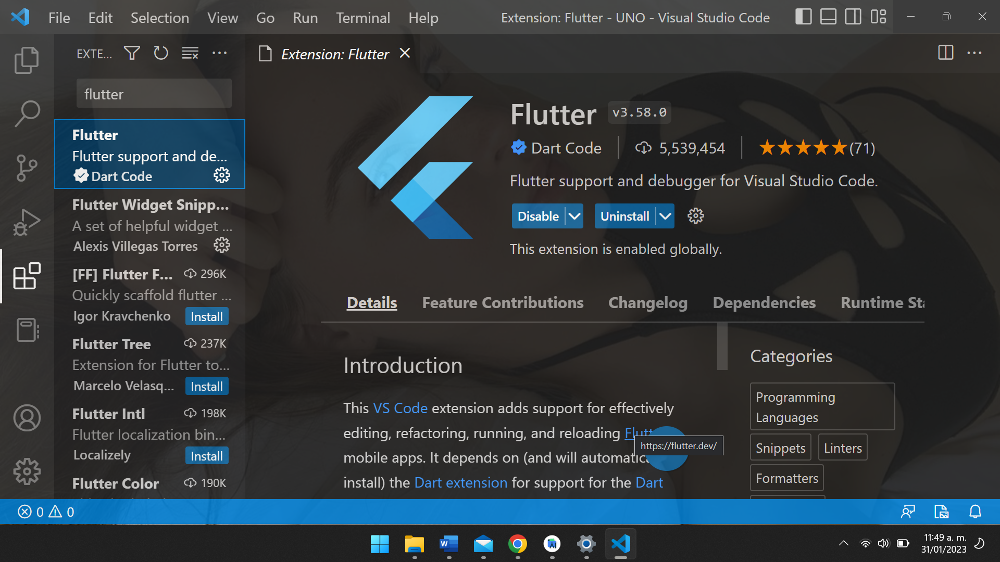 File Edit Selection View Go Run Terminal Help
Extension: Flutter - UNO - Visual Studio Code
EXTE...
flutter
Flutter
Flutter support and de...
Dart Code
Flutter Widget Snipp...
A set of helpful widget ...
Alexis Villegas Torres
[FF] Flutter F... 296K
Quickly scaffold flutter ...
Igor Kravchenko Install
Flutter Tree 237K
Extension for Flutter to...
Marcelo Velasq... Install
Flutter Intl 198K
Flutter localization bin...
Localizely Install
Flutter Color 190K
Extension: Flutter
Flutter v3.58.0
Dart Code 5,539,454 (71)
Flutter support and debugger for Visual Studio Code.
Disable Uninstall
This extension is enabled globally.
Details Feature Contributions Changelog Dependencies Runtime Sta
Introduction
This VS Code extension adds support for effectively
editing, refactoring, running, and reloading Flutt
https://flutter.dev/
mobile apps. It depends on (and will automatic
install) the Dart extension for support for the Dart
Categories
Programming
Languages
Snippets Linters
Formatters
0 0
11:49 a. m.
31/01/2023